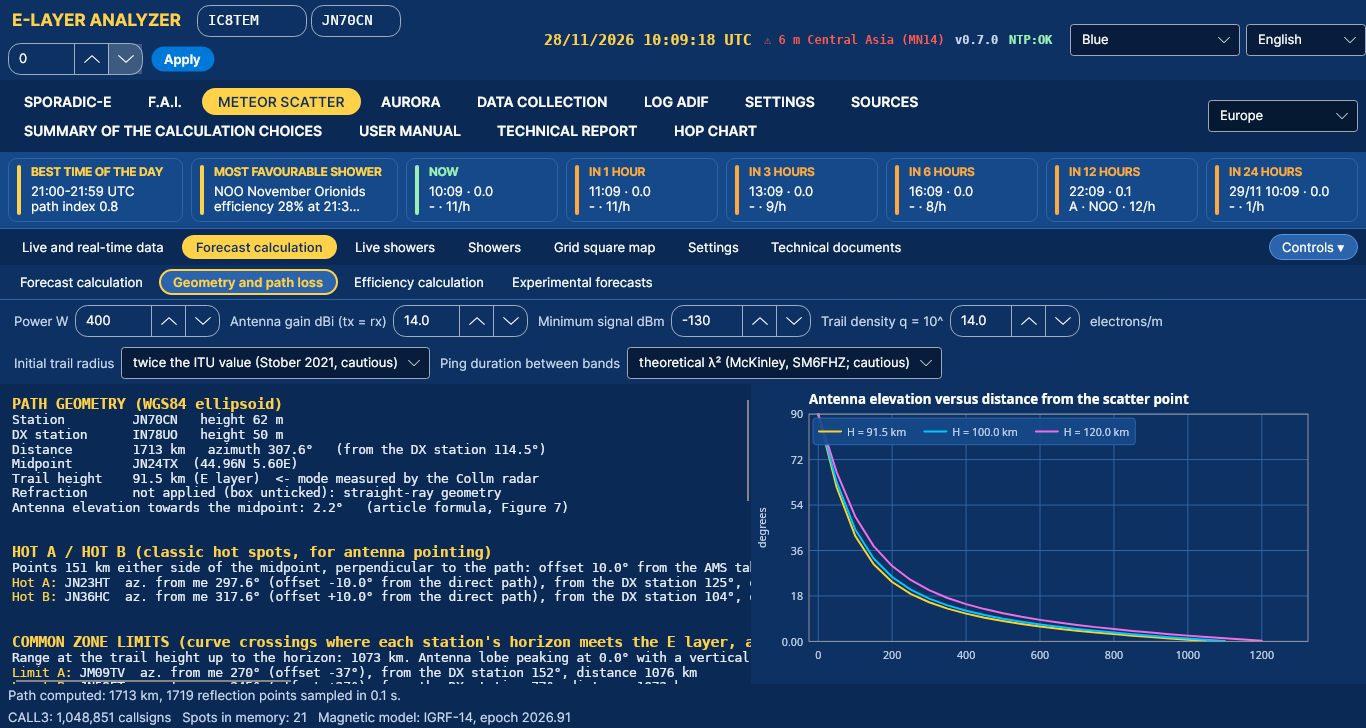 E-LAYER ANALYZER IC8TEM JN70CN
28/11/2026 10:09:18 UTC ⚠ 6 m Central Asia (MN14) v0.7.0 NTP:OK Blue English
0 Apply
SPORADIC-E F.A.I. METEOR SCATTER AURORA DATA COLLECTION LOG ADIF SETTINGS SOURCES
SUMMARY OF THE CALCULATION CHOICES USER MANUAL TECHNICAL REPORT HOP CHART
Europe
BEST TIME OF THE DAY
21:00-21:59 UTC
path index 0.8
MOST FAVOURABLE SHOWER
NOO November Orionids
efficiency 28% at 21:3...
NOW
10:09 · 0.0
- · 11/h
IN 1 HOUR
11:09 · 0.0
- · 11/h
IN 3 HOURS
13:09 · 0.0
- · 9/h
IN 6 HOURS
16:09 · 0.0
- · 8/h
IN 12 HOURS
22:09 · 0.1
A · NOO · 12/h
IN 24 HOURS
29/11 10:09 · 0.0
- · 1/h
Live and real-time data Forecast calculation Live showers Showers Grid square map Settings Technical documents Controls ▾
Forecast calculation Geometry and path loss Efficiency calculation Experimental forecasts
Power W 400 Antenna gain dBi (tx = rx) 14.0 Minimum signal dBm -130 Trail density q = 10^ 14.0 electrons/m
Initial trail radius twice the ITU value (Stober 2021, cautious) Ping duration between bands theoretical λ² (McKinley, SM6FHZ; cautious)
PATH GEOMETRY (WGS84 ellipsoid)
Station JN70CN height 62 m
DX station IN78UO height 50 m
Distance 1713 km azimuth 307.6° (from the DX station 114.5°)
Midpoint JN24TX (44.96N 5.60E)
Trail height 91.5 km (E layer) <- mode measured by the Collm radar
Refraction not applied (box unticked): straight-ray geometry
Antenna elevation towards the midpoint: 2.2° (article formula, Figure 7)
HOT A / HOT B (classic hot spots, for antenna pointing)
Points 151 km either side of the midpoint, perpendicular to the path: offset 10.0° from the AMS
Hot A: JN23HT az. from me 297.6° (offset -10.0° from the direct path), from the DX station 125°,
Hot B: JN36HC az. from me 317.6° (offset +10.0° from the direct path), from the DX station 104°,
COMMON ZONE LIMITS (curve crossings where each station's horizon meets the E layer,
Range at the trail height up to the horizon: 1073 km. Antenna lobe peaking at 0.0° with a vertical
Limit A: JM09TV az. from me 270° (offset -37°), from the DX station 152°, distance 1076 km
Antenna elevation versus distance from the scatter point
H = 91.5 km H = 100.0 km H = 120.0 km
90
72
54
36
18
0.00
degrees
0 200 400 600 800 1000 1200
Path computed: 1713 km, 1719 reflection points sampled in 0.1 s.
CALL3: 1,048,851 callsigns Spots in memory: 21 Magnetic model: IGRF-14, epoch 2026.91